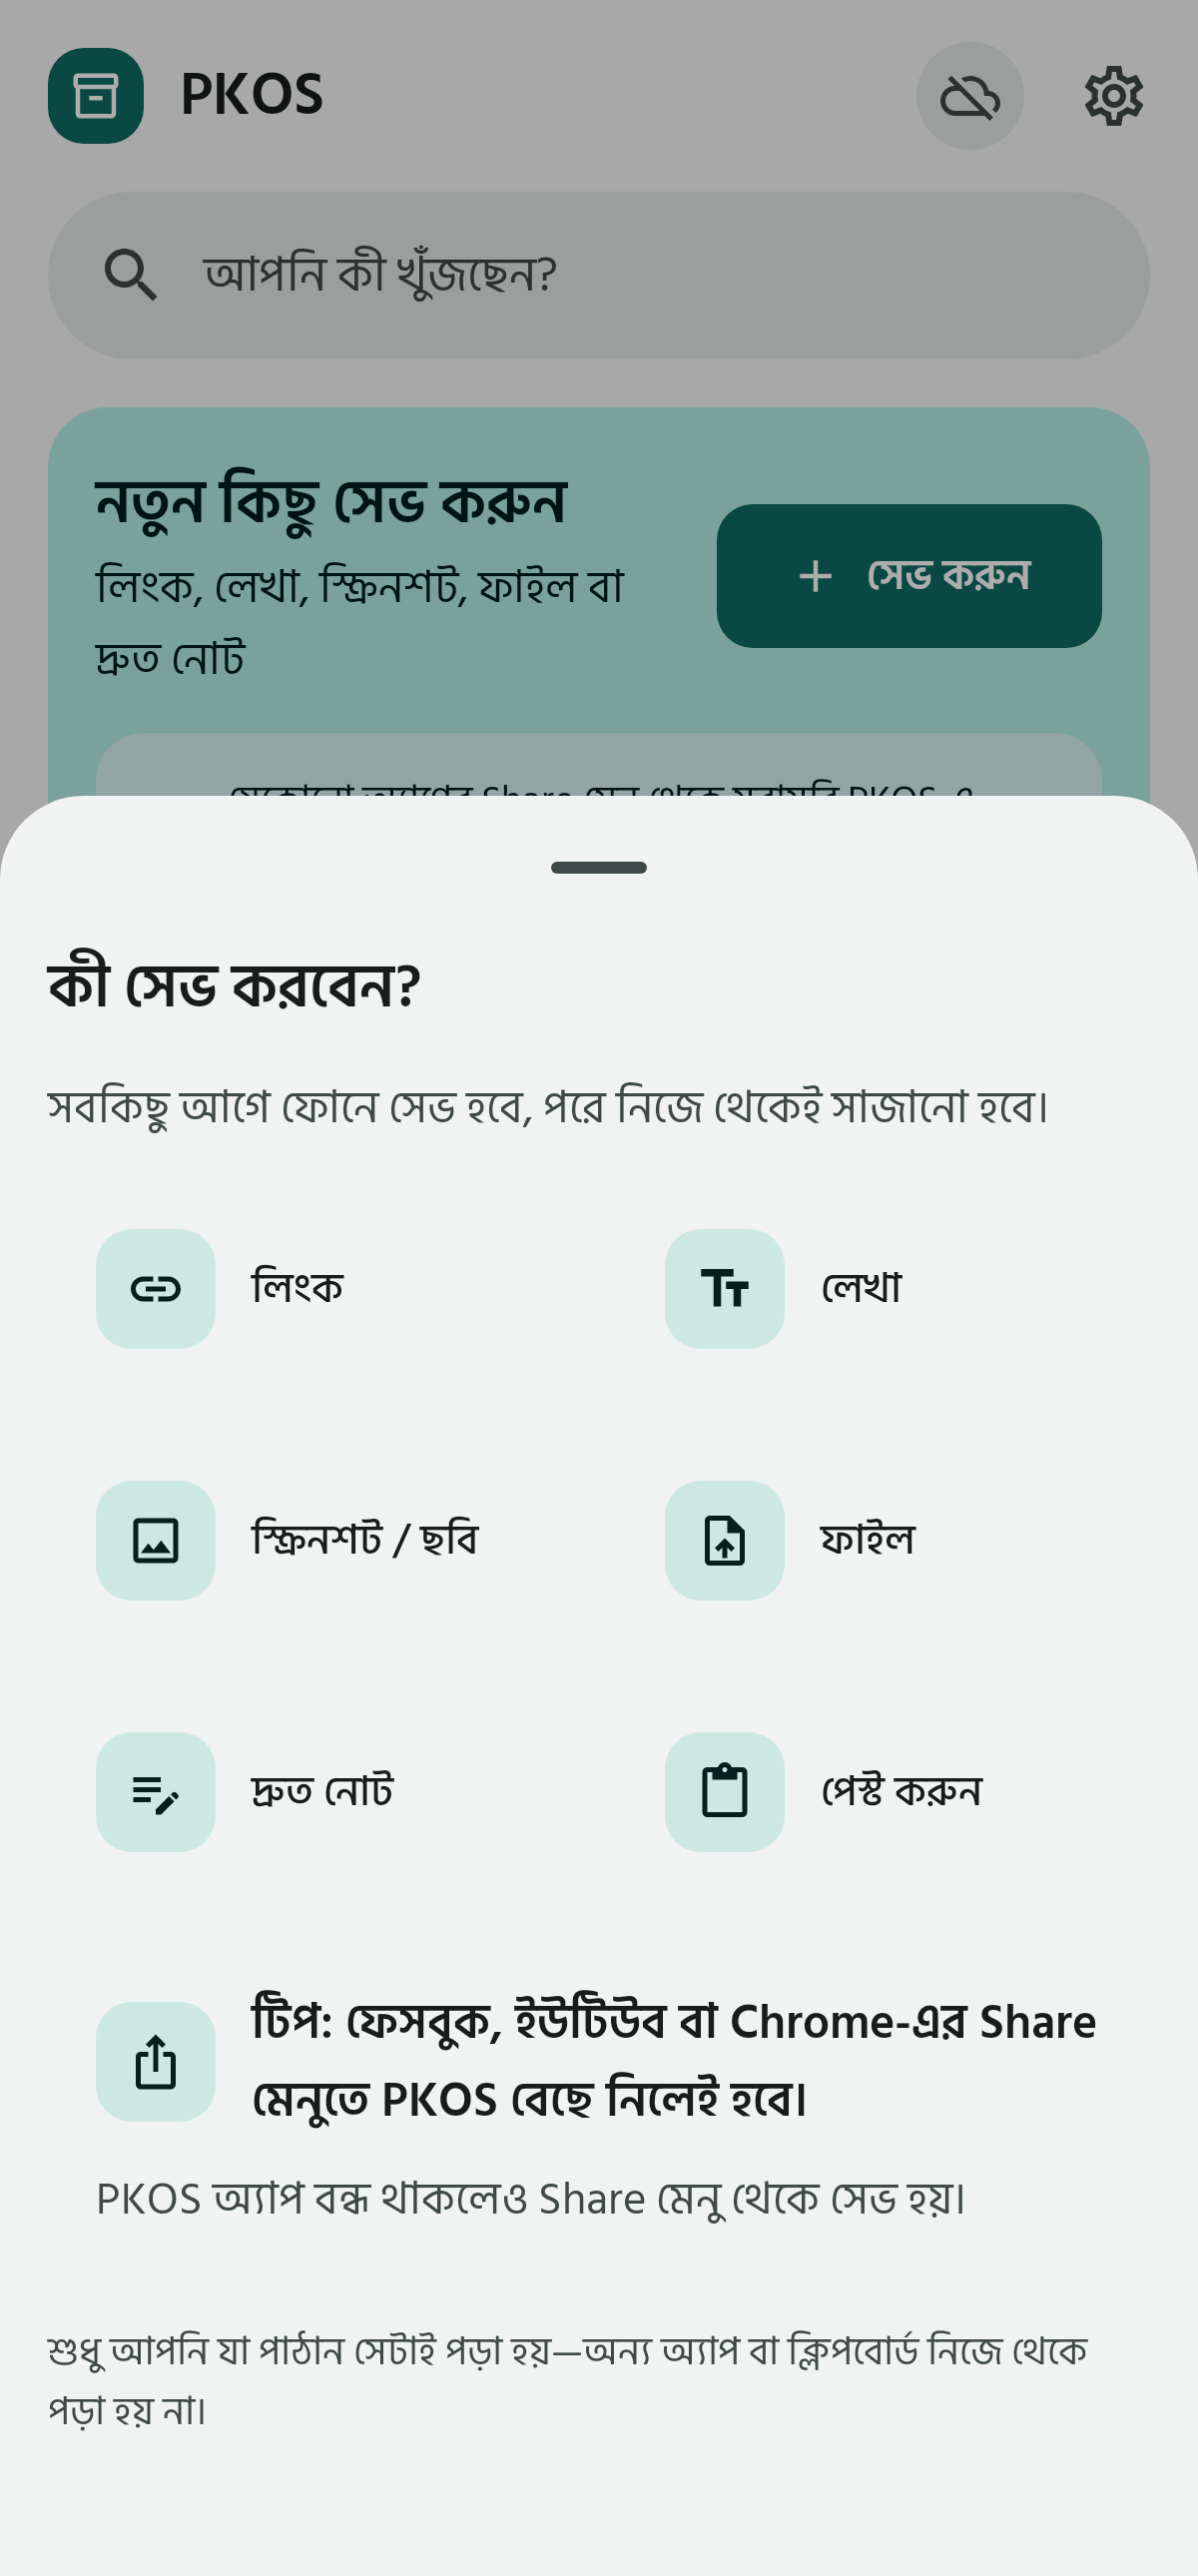 PKOS
আপনি কী খুঁজছেন?
নতুন কিছু সেভ করুন
লিংক, লেখা, স্ক্রিনশট, ফাইল বা
দ্রুত নোট
+ সেভ করুন
কী সেভ করবেন?
সবকিছু আগে ফোনে সেভ হবে, পরে নিজে থেকেই সাজানো হবে।
লিংক
লেখা
স্ক্রিনশট / ছবি
ফাইল
দ্রুত নোট
পেস্ট করুন
টিপ: ফেসবুক, ইউটিউব বা Chrome-এর Share
মেনুতে PKOS বেছে নিলেই হবে।
PKOS অ্যাপ বন্ধ থাকলেও Share মেনু থেকে সেভ হয়।
শুধু আপনি যা পাঠান সেটাই পড়া হয়—অন্য অ্যাপ বা ক্লিপবোর্ড নিজে থেকে
পড়া হয় না।